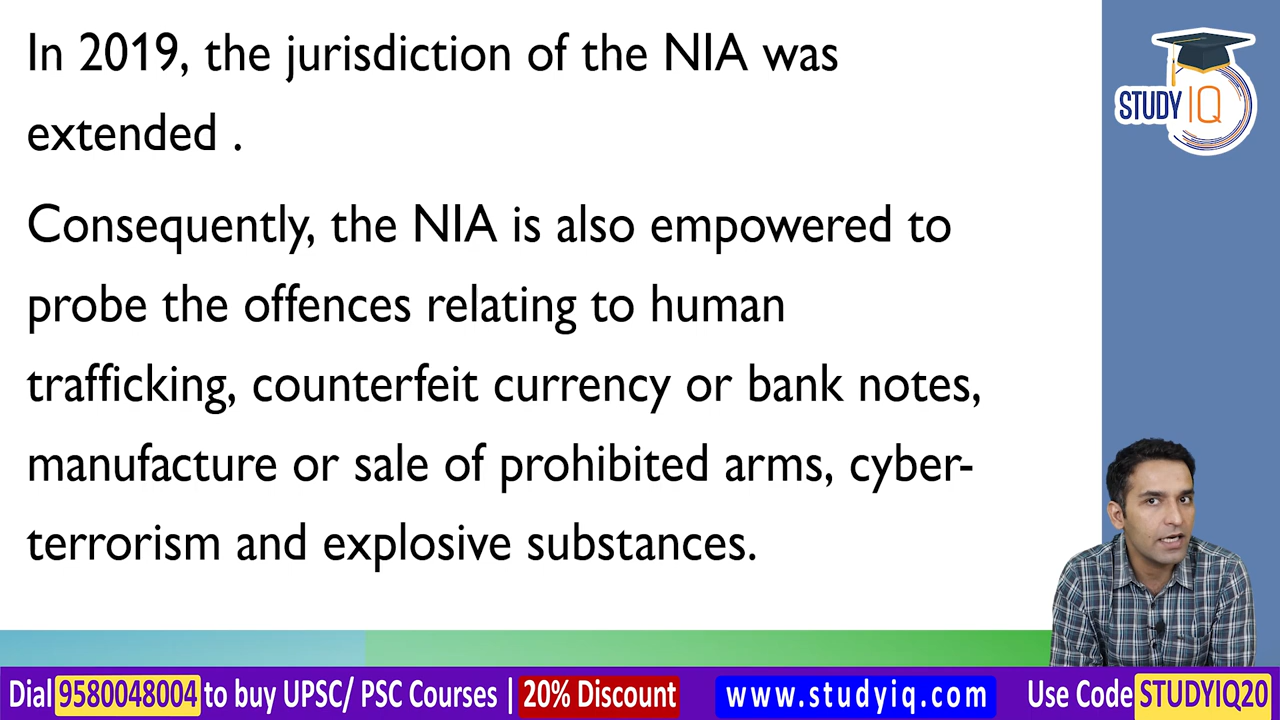 In 2019, the jurisdiction of the NIA was
extended .
Consequently, the NIA is also empowered to
probe the offences relating to human
trafficking, counterfeit currency or bank notes,
manufacture or sale of prohibited arms, cyber-
terrorism and explosive substances.
STUDY IQ
Dial 9580048004 to buy UPSC/ PSC Courses | 20% Discount www.studyiq.com Use Code STUDYIQ20